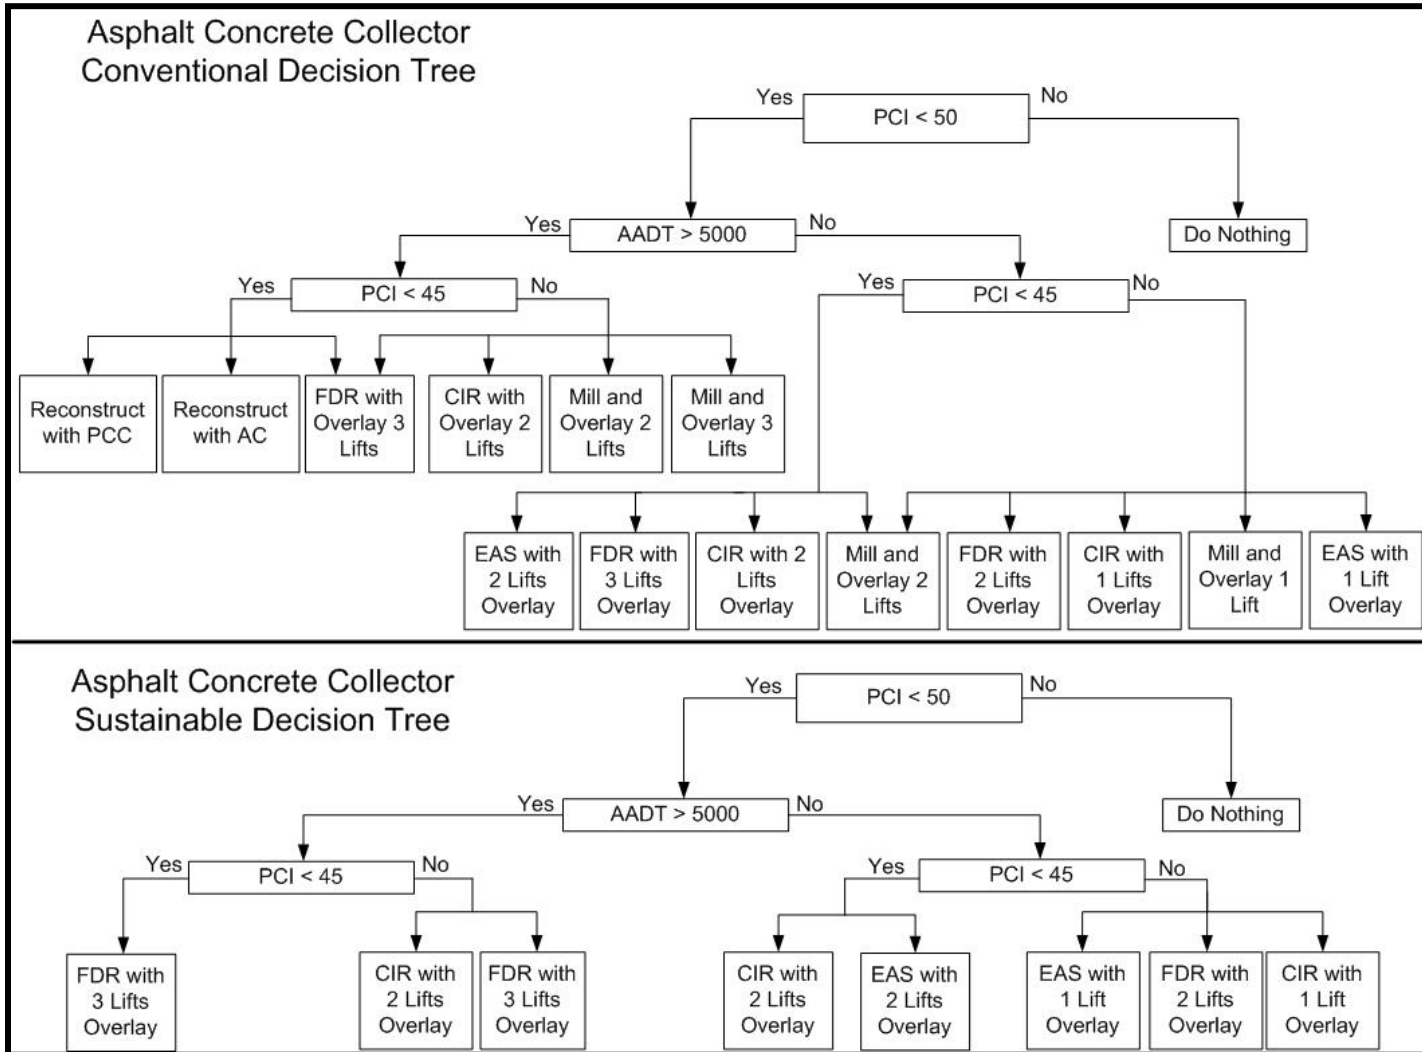 Asphalt Concrete Collector
Conventional Decision Tree
Yes
PCI < 50
No
Yes
AADT > 5000
No
Do Nothing
Yes
PCI < 45
No
Yes
PCI < 45
No
Reconstruct
with PCC
Reconstruct
with AC
FDR with
Overlay 3
Lifts
CIR with
Overlay 2
Lifts
Mill and
Overlay 2
Lifts
Mill and
Overlay 3
Lifts
EAS with
2 Lifts
Overlay
FDR with
3 Lifts
Overlay
CIR with 2
Lifts
Overlay
Mill and
Overlay 2
Lifts
FDR with
2 Lifts
Overlay
CIR with
1 Lifts
Overlay
Mill and
Overlay 1
Lift
EAS with
1 Lift
Overlay
Asphalt Concrete Collector
Sustainable Decision Tree
Yes
PCI < 50
No
Yes
AADT > 5000
No
Do Nothing
Yes
PCI < 45
No
Yes
PCI < 45
No
FDR with
3 Lifts
Overlay
CIR with
2 Lifts
Overlay
FDR with
3 Lifts
Overlay
CIR with
2 Lifts
Overlay
EAS with
2 Lifts
Overlay
EAS with
1 Lift
Overlay
FDR with
2 Lifts
Overlay
CIR with
1 Lift
Overlay